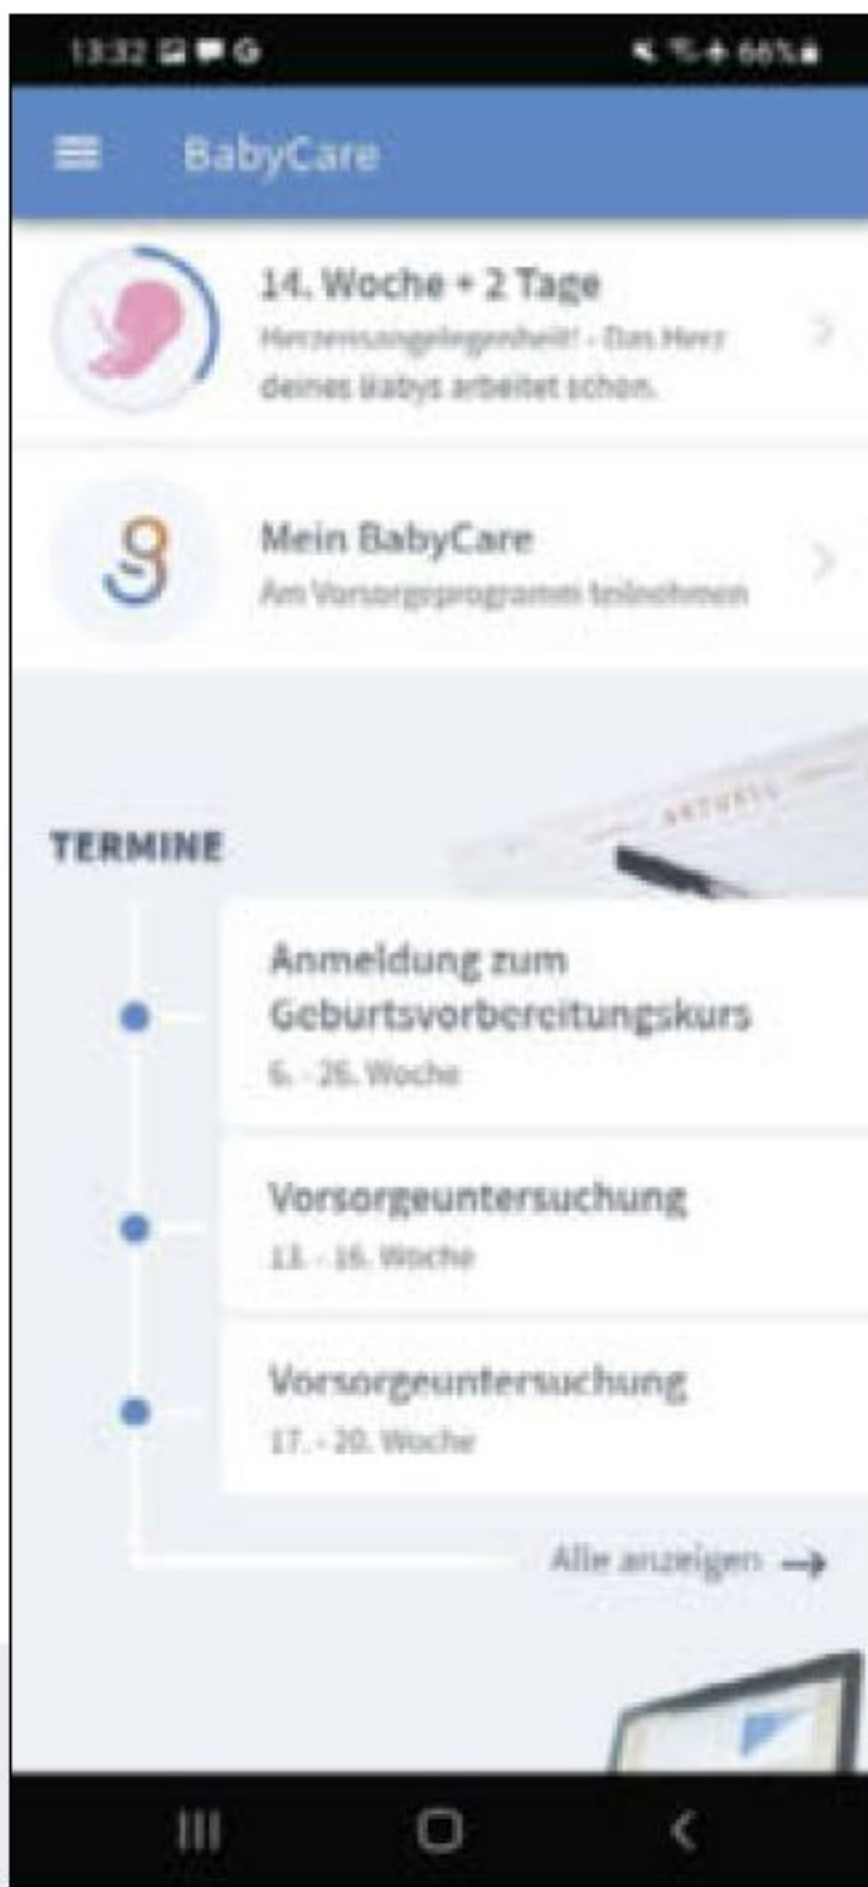 13:32 G 66%
BabyCare
14. Woche + 2 Tage
Herzensangelegenheit! - Das Herz
deines Babys arbeitet schon.
Mein BabyCare
Am Vorsorgeprogramm teilnehmen
AKTUELL
TERMINE
Anmeldung zum
Geburtsvorbereitungskurs
6. - 26. Woche
Vorsorgeuntersuchung
13. - 16. Woche
Vorsorgeuntersuchung
17. - 20. Woche
Alle anzeigen →